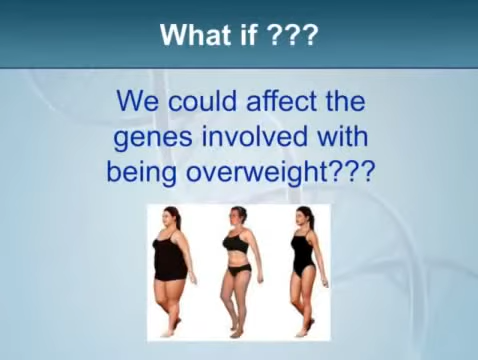 What if ???
We could affect the
genes involved with
being overweight???